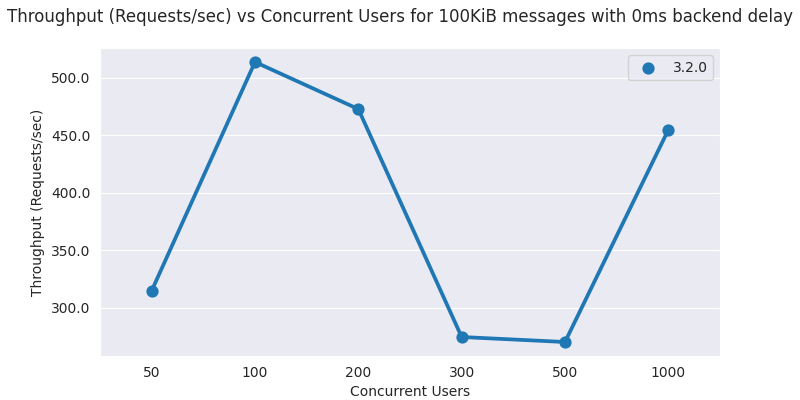 Throughput (Requests/sec) vs Concurrent Users for 100KiB messages with 0ms backend delay
3.2.0
500.0
450.0
400.0
350.0
300.0
Throughput (Requests/sec)
50 100 200 300 500 1000
Concurrent Users